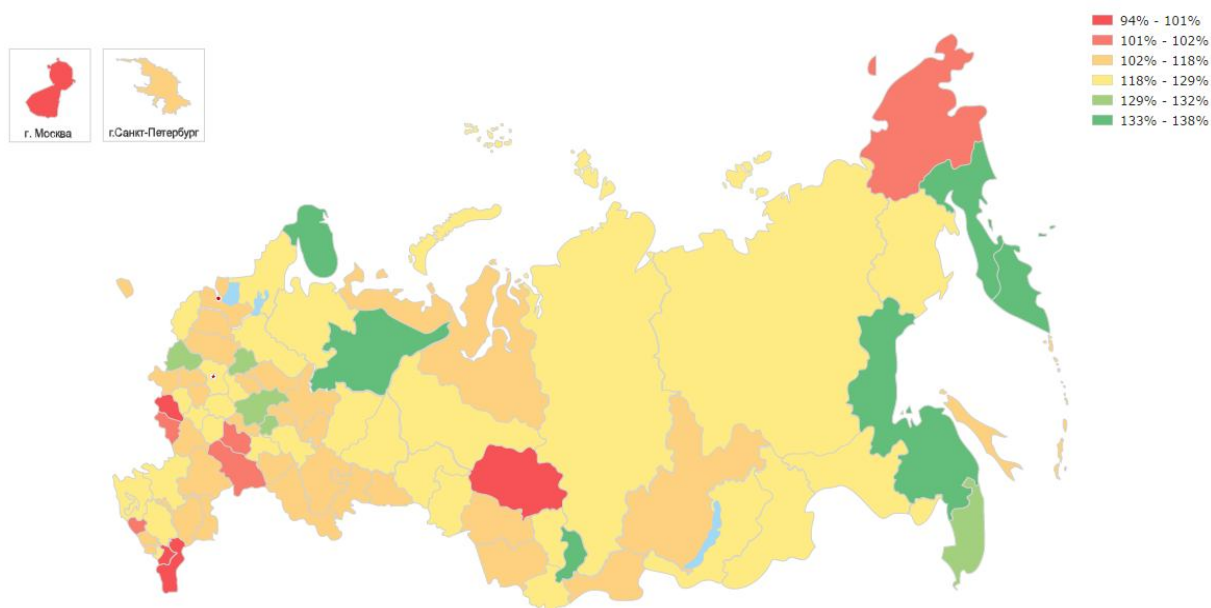 г. Москва
г.Санкт-Петербург
94% - 101%
101% - 102%
102% - 118%
118% - 129%
129% - 132%
133% - 138%